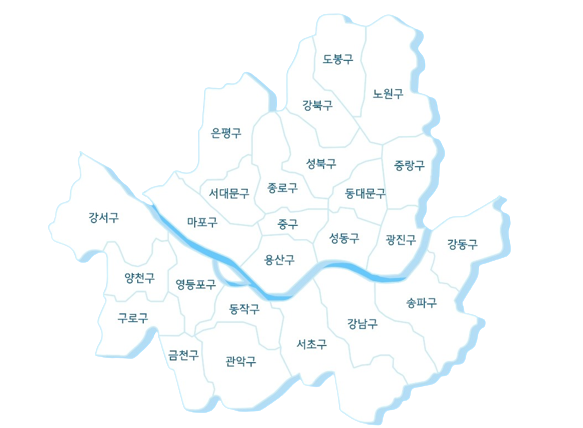 도봉구
노원구
강북구
은평구
성북구
중랑구
서대문구
종로구
동대문구
강서구
마포구
중구
성동구
광진구
강동구
용산구
양천구
영등포구
송파구
동작구
구로구
강남구
서초구
금천구
관악구